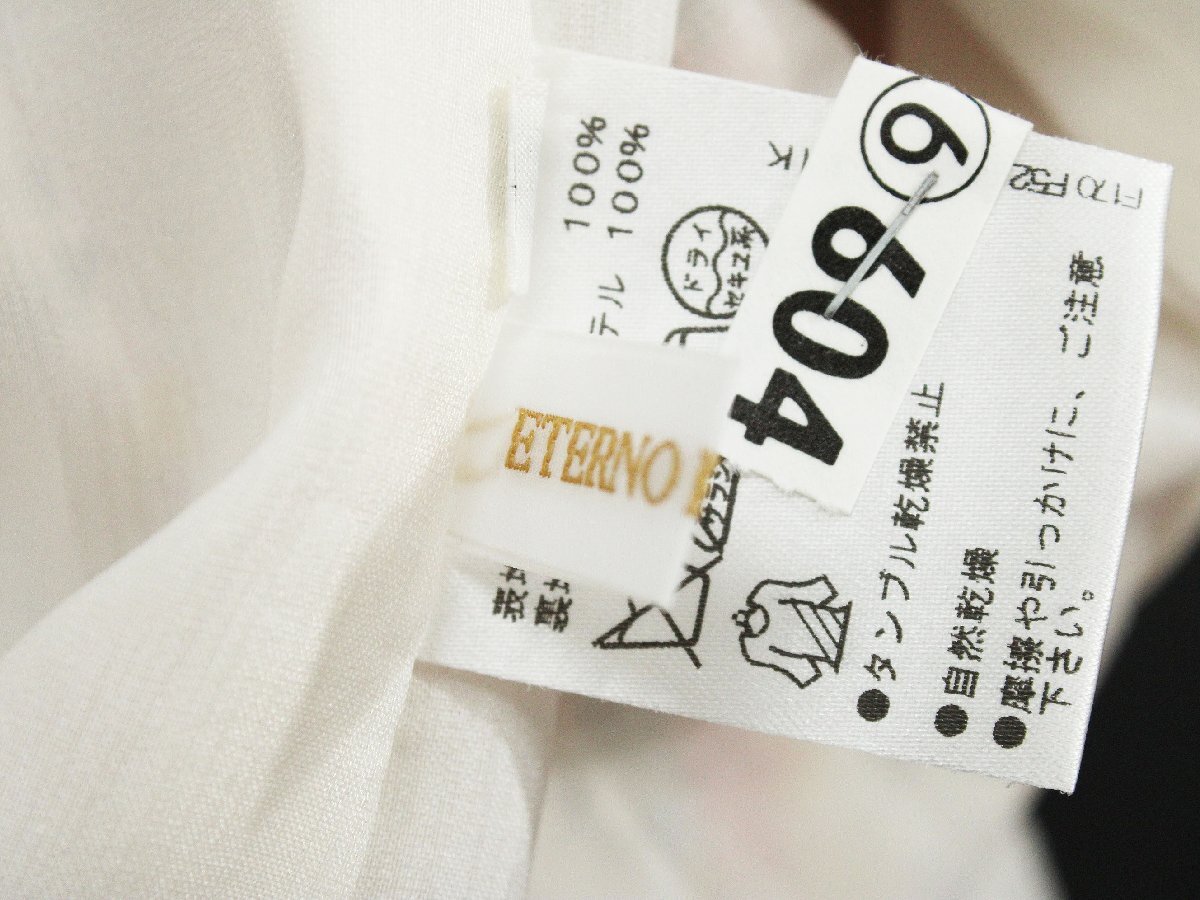 100%
テル 100%
ドライ
セキユ系
ETERNO
6
604
タンブル乾燥禁止
自然乾燥
摩擦や引っかけに、ご注意
下さい。